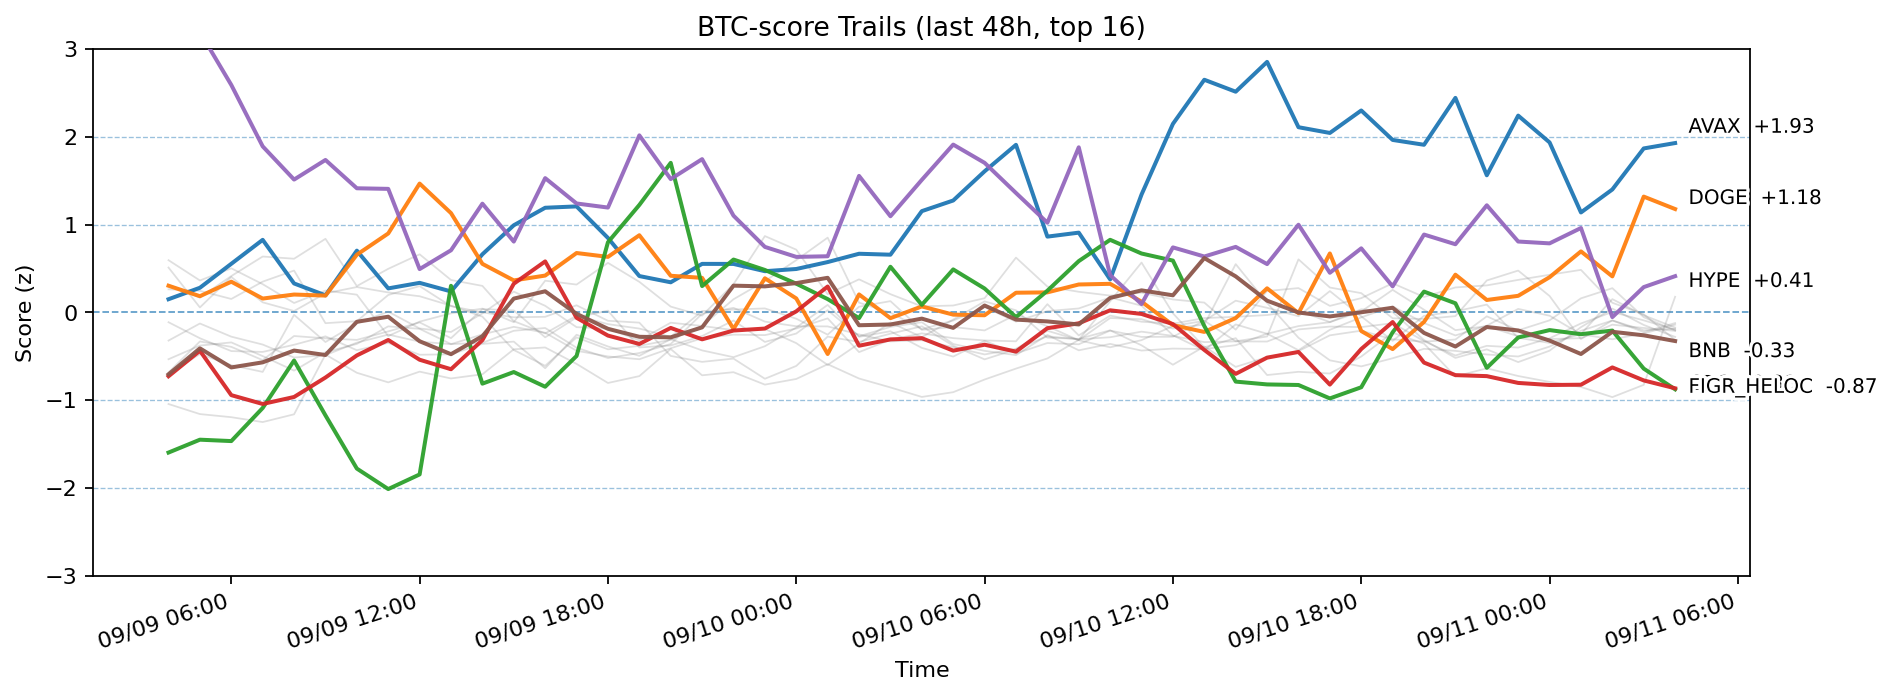 BTC-score Trails (last 48h, top 16)
3
2
1
0
−1
−2
−3
Score (z)
AVAX +1.93
DOGE +1.18
HYPE +0.41
BNB -0.33
FIGR_HELOC -0.87
09/09 06:00
09/09 12:00
09/09 18:00
09/10 00:00
09/10 06:00
09/10 12:00
09/10 18:00
09/11 00:00
09/11 06:00
Time